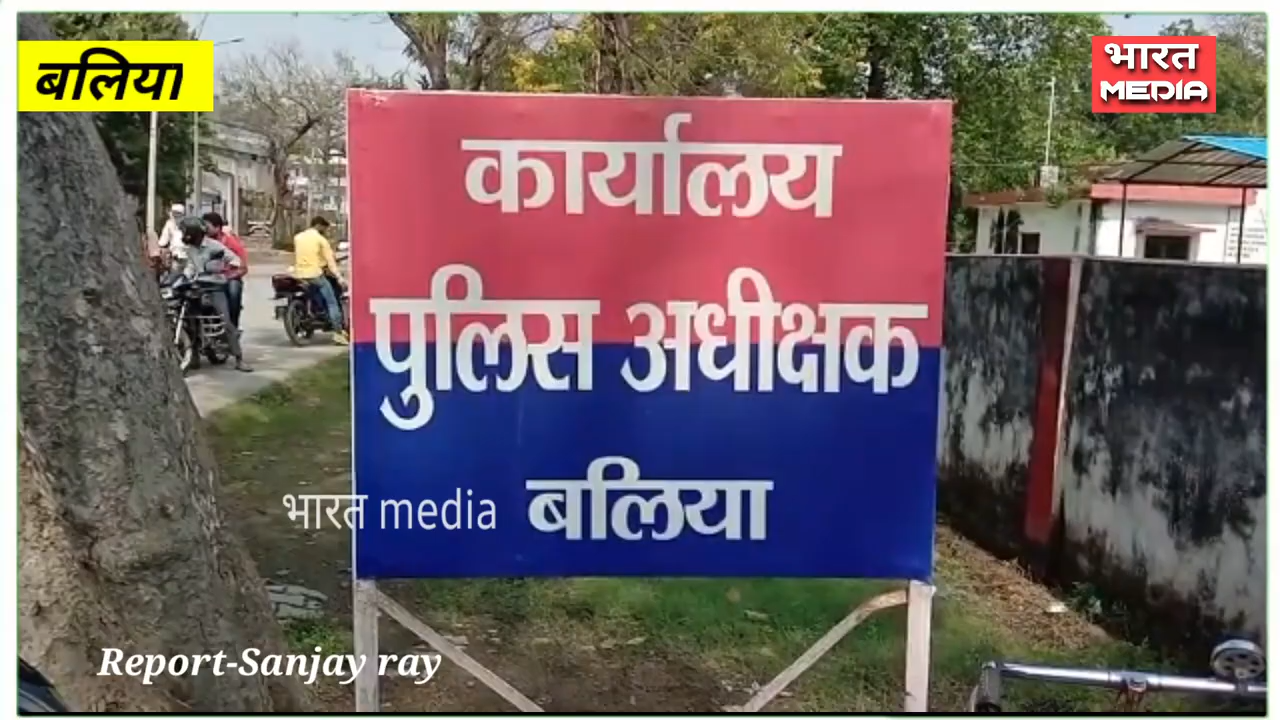 बलिया
भारत
MEDIA
कार्यालय
पुलिस अधीक्षक
बलिया
भारत media
Report-Sanjay ray